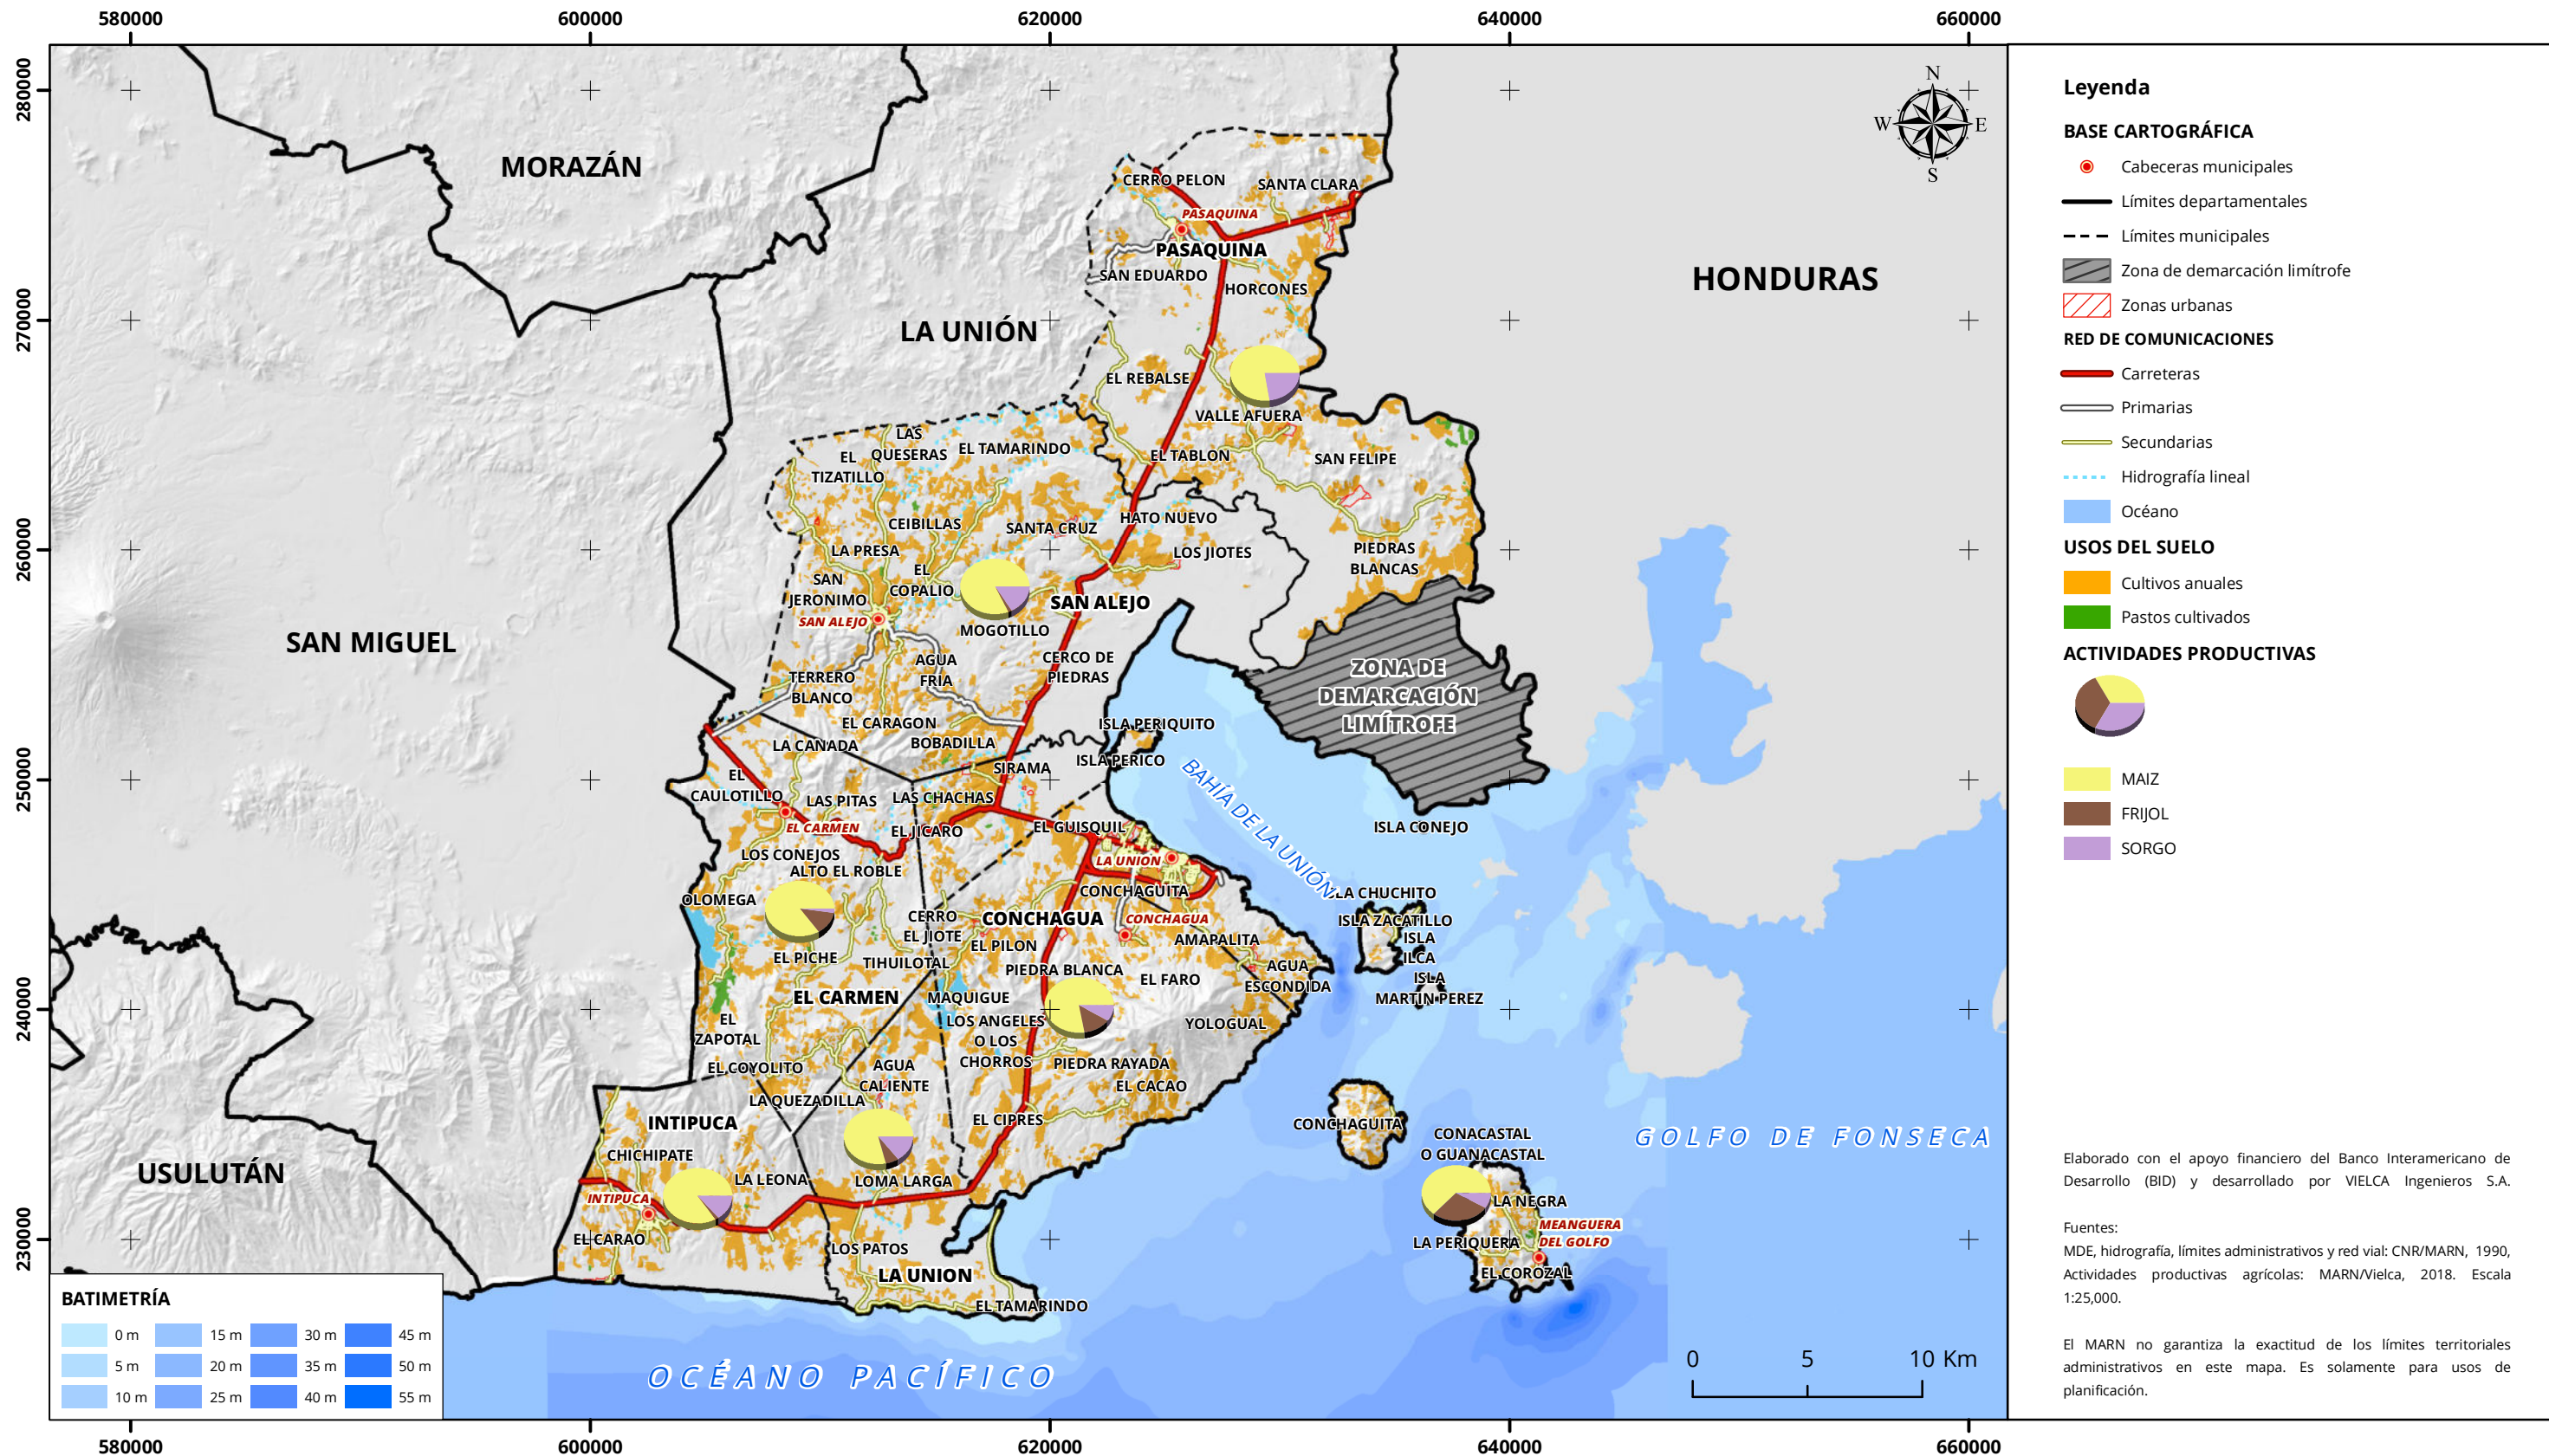 580000
600000
620000
640000
660000
280000
270000
260000
250000
240000
230000
MORAZÁN
LA UNIÓN
HONDURAS
SAN MIGUEL
USULUTÁN
N
W
E
S
CERRO PELON
SANTA CLARA
PASAQUINA
PASAQUINA
SAN EDUARDO
HORCONES
EL REBALSE
VALLE AFUERA
LAS
QUESERAS
EL TAMARINDO
EL
TIZATILLO
EL TABLON
SAN FELIPE
CEIBILLAS
SANTA CRUZ
HATO NUEVO
LA PRESA
LOS JIOTES
PIEDRAS
BLANCAS
SAN
JERONIMO
EL
COPALIO
SAN ALEJO
SAN ALEJO
MOGOTILLO
AGUA
FRIA
CERCO DE
PIEDRAS
TERRERO
BLANCO
ZONA DE
DEMARCACIÓN
LIMÍTROFE
EL CARAGON
ISLA PERIQUITO
LA CAÑADA
BOBADILLA
ISLA PERICO
SIRAMA
BAHÍA DE LA UNIÓN
EL
CAULOTILLO
LAS PITAS
LAS CHACHAS
EL CARMEN
EL JICARO
EL GUISQUIL
ISLA CONEJO
LOS CONEJOS
ALTO EL ROBLE
LA UNION
CONCHAGUITA
OLOMEGA
ISLA CHUCHITO
CERRO
EL JIOTE
CONCHAGUA
CONCHAGUA
ISLA ZACATILLO
EL PILON
AMAPALITA
ISLA
ILCA
EL PICHE
TIHUILOTAL
PIEDRA BLANCA
EL FARO
AGUA
ESCONDIDA
ISLA
MARTIN PEREZ
EL CARMEN
MAQUIGUE
EL
ZAPOTAL
LOS ANGELES
O LOS
CHORROS
YOLOGUAL
EL COYOLITO
AGUA
CALIENTE
PIEDRA RAYADA
EL CACAO
LA QUEZADILLA
INTIPUCA
EL CIPRES
CONCHAGUITA
CONACASTAL
O GUANACASTAL
GOLFO DE FONSECA
CHICHIPATE
LA LEONA
LOMA LARGA
INTIPUCA
LA NEGRA
MEANGUERA
DEL GOLFO
EL CARAO
LOS PATOS
LA PERIQUERA
LA UNION
EL COROZAL
EL TAMARINDO
OCÉANO PACÍFICO
0 5 10 Km
BATIMETRÍA
0 m 15 m 30 m 45 m
5 m 20 m 35 m 50 m
10 m 25 m 40 m 55 m
580000
600000
620000
640000
660000
Leyenda
BASE CARTOGRÁFICA
Cabeceras municipales
Límites departamentales
Límites municipales
Zona de demarcación limítrofe
Zonas urbanas
RED DE COMUNICACIONES
Carreteras
Primarias
Secundarias
Hidrografía lineal
Océano
USOS DEL SUELO
Cultivos anuales
Pastos cultivados
ACTIVIDADES PRODUCTIVAS
MAIZ
FRIJOL
SORGO
Elaborado con el apoyo financiero del Banco Interamericano de
Desarrollo (BID) y desarrollado por VIELCA Ingenieros S.A.
Fuentes:
MDE, hidrografía, límites administrativos y red vial: CNR/MARN, 1990,
Actividades productivas agrícolas: MARN/Vielca, 2018. Escala
1:25,000.
El MARN no garantiza la exactitud de los límites territoriales
administrativos en este mapa. Es solamente para usos de
planificación.